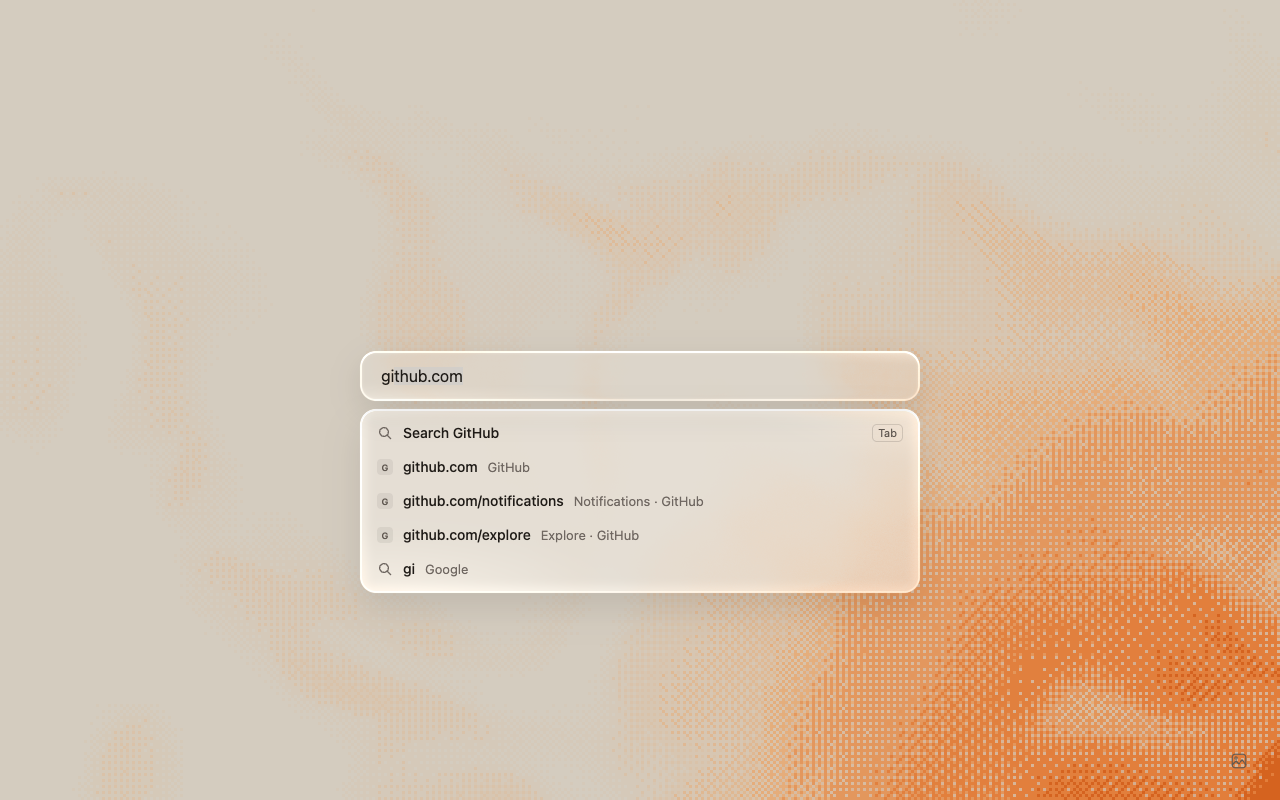 github.com
Search GitHub Tab
G github.com GitHub
G github.com/notifications Notifications · GitHub
G github.com/explore Explore · GitHub
gi Google